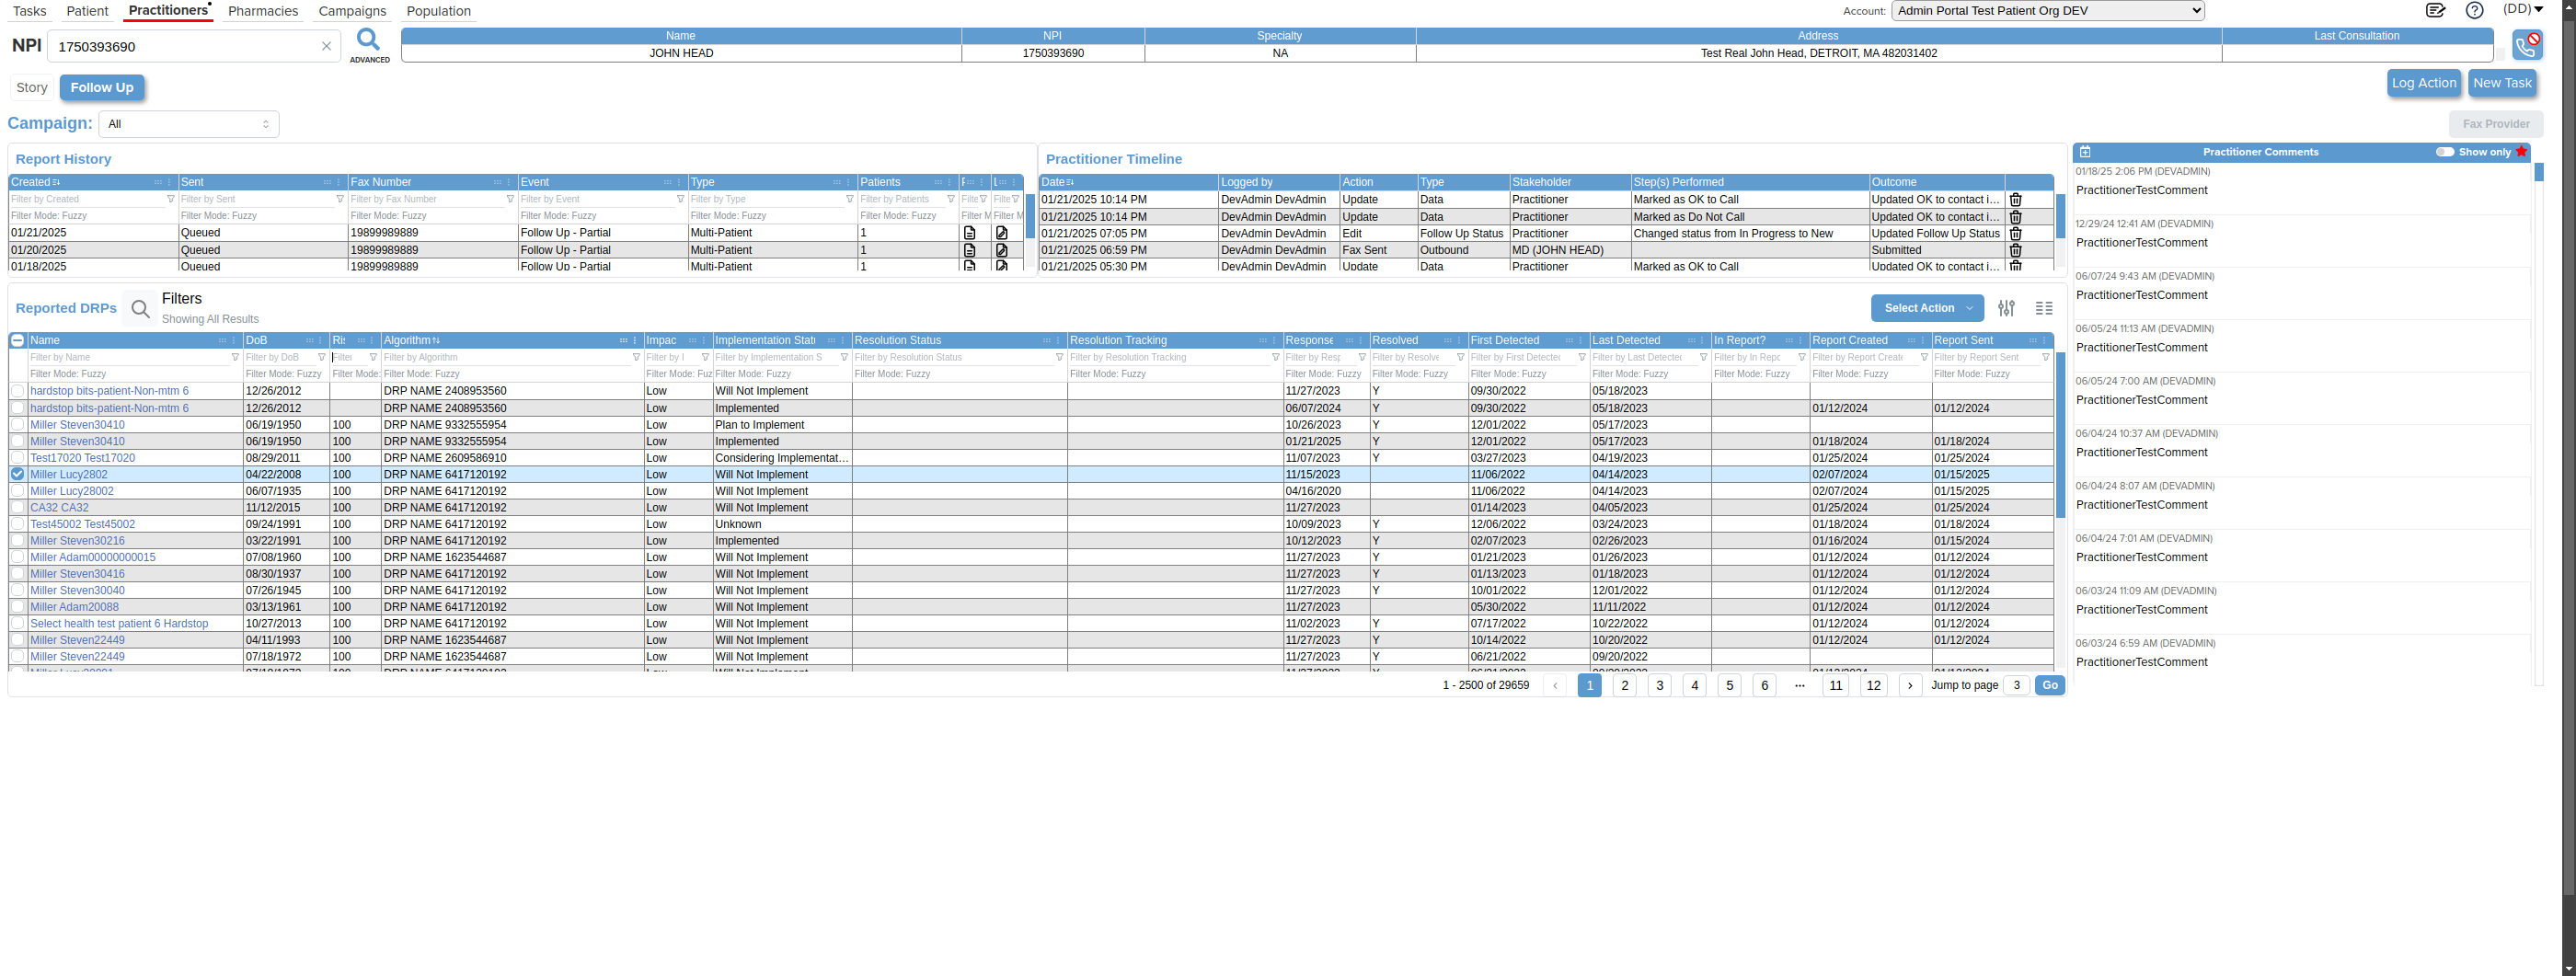 Tasks Patient Practitioners Pharmacies Campaigns Population Account: Admin Portal Test Patient Org DEV (DD)
NPI 1750393690 ADVANCED
Name NPI Specialty Address Last Consultation
JOHN HEAD 1750393690 NA Test Real John Head, DETROIT, MA 482031402
Story Follow Up Log Action New Task
Campaign: All Fax Provider
Report History
Created Sent Fax Number Event Type Patients
Filter by Created Filter by Sent Filter by Fax Number Filter by Event Filter by Type Filter by Patients Filte Filte
Filter Mode: Fuzzy Filter Mode: Fuzzy Filter Mode: Fuzzy Filter Mode: Fuzzy Filter Mode: Fuzzy Filter Mode: Fuzzy Filter M Filter M
01/21/2025 Queued 19899989889 Follow Up - Partial Multi-Patient 1
01/20/2025 Queued 19899989889 Follow Up - Partial Multi-Patient 1
01/18/2025 Queued 19899989889 Follow Up - Partial Multi-Patient 1
Practitioner Timeline
Date Logged by Action Type Stakeholder Step(s) Performed Outcome
01/21/2025 10:14 PM DevAdmin DevAdmin Update Data Practitioner Marked as OK to Call Updated OK to contact i...
01/21/2025 10:14 PM DevAdmin DevAdmin Update Data Practitioner Marked as Do Not Call Updated OK to contact i...
01/21/2025 07:05 PM DevAdmin DevAdmin Edit Follow Up Status Practitioner Changed status from In Progress to New Updated Follow Up Status
01/21/2025 06:59 PM DevAdmin DevAdmin Fax Sent Outbound MD (JOHN HEAD) Submitted
01/21/2025 05:30 PM DevAdmin DevAdmin Update Data Practitioner Marked as OK to Call Updated OK to contact i...
Reported DRPs Filters
Showing All Results
Select Action
Name DoB Ris Algorithm Impac Implementation Stat Resolution Status Resolution Tracking Response Resolved First Detected Last Detected In Report? Report Created Report Sent
Filter by Name Filter by DoB Filter Filter by Algorithm Filter by I Filter by Implementation S Filter by Resolution Status Filter by Resolution Tracking Filter by Resp Filter by Resolve Filter by First Detected Filter by Last Detected Filter by In Repo Filter by Report Create Filter by Report Sent
Filter Mode: Fuzzy Filter Mode: Fuzzy Filter Mode: Filter Mode: Fuzzy Filter Mode: Fuz Filter Mode: Fuzzy Filter Mode: Fuzzy Filter Mode: Fuzzy Filter Mode: Fuzzy Filter Mode: Fuzzy Filter Mode: Fuzzy Filter Mode: Fuzzy Filter Mode: Fuzzy Filter Mode: Fuzzy Filter Mode: Fuzzy
hardstop bits-patient-Non-mtm 6 12/26/2012 DRP NAME 2408953560 Low Will Not Implement 11/27/2023 Y 09/30/2022 05/18/2023
hardstop bits-patient-Non-mtm 6 12/26/2012 DRP NAME 2408953560 Low Implemented 06/07/2024 Y 09/30/2022 05/18/2023 01/12/2024 01/12/2024
Miller Steven30410 06/19/1950 100 DRP NAME 9332555954 Low Plan to Implement 10/26/2023 Y 12/01/2022 05/17/2023
Miller Steven30410 06/19/1950 100 DRP NAME 9332555954 Low Implemented 01/21/2025 Y 12/01/2022 05/17/2023 01/18/2024 01/18/2024
Test17020 Test17020 08/29/2011 100 DRP NAME 2609586910 Low Considering Implementat... 11/07/2023 Y 03/27/2023 04/19/2023 01/25/2024 01/25/2024
Miller Lucy2802 04/22/2008 100 DRP NAME 6417120192 Low Will Not Implement 11/15/2023 11/06/2022 04/14/2023 02/07/2024 01/15/2025
Miller Lucy28002 06/07/1935 100 DRP NAME 6417120192 Low Will Not Implement 04/16/2020 11/06/2022 04/14/2023 02/07/2024 01/15/2025
CA32 CA32 11/12/2015 100 DRP NAME 6417120192 Low Will Not Implement 11/27/2023 01/14/2023 04/05/2023 01/25/2024 01/25/2024
Test45002 Test45002 09/24/1991 100 DRP NAME 6417120192 Low Unknown 10/09/2023 Y 12/06/2022 03/24/2023 01/18/2024 01/18/2024
Miller Steven30216 03/22/1991 100 DRP NAME 6417120192 Low Implemented 10/12/2023 Y 02/07/2023 02/26/2023 01/16/2024 01/15/2024
Miller Adam00000000015 07/08/1960 100 DRP NAME 1623544687 Low Will Not Implement 11/27/2023 Y 01/21/2023 01/26/2023 01/12/2024 01/12/2024
Miller Steven30416 08/30/1937 100 DRP NAME 6417120192 Low Will Not Implement 11/27/2023 Y 01/13/2023 01/18/2023 01/12/2024 01/12/2024
Miller Steven30040 07/26/1945 100 DRP NAME 6417120192 Low Will Not Implement 11/27/2023 Y 10/01/2022 12/01/2022 01/12/2024 01/12/2024
Miller Adam20088 03/13/1961 100 DRP NAME 6417120192 Low Will Not Implement 11/27/2023 05/30/2022 11/11/2022 01/12/2024 01/12/2024
Select health test patient 6 Hardstop 10/27/2013 100 DRP NAME 6417120192 Low Will Not Implement 11/02/2023 Y 07/17/2022 10/22/2022 01/12/2024 01/12/2024
Miller Steven22449 04/11/1993 100 DRP NAME 1623544687 Low Will Not Implement 11/27/2023 Y 10/14/2022 10/20/2022 01/12/2024 01/12/2024
Miller Steven22449 07/18/1972 100 DRP NAME 1623544687 Low Will Not Implement 11/27/2023 Y 06/21/2022 09/20/2022
1 - 2500 of 29659 1 2 3 4 5 6 ... 11 12 Jump to page 3 Go
Practitioner Comments Show only
01/18/25 2:06 PM (DEVADMIN)
PractitionerTestComment
12/29/24 12:41 AM (DEVADMIN)
PractitionerTestComment
06/07/24 9:43 AM (DEVADMIN)
PractitionerTestComment
06/05/24 11:13 AM (DEVADMIN)
PractitionerTestComment
06/05/24 7:00 AM (DEVADMIN)
PractitionerTestComment
06/04/24 10:37 AM (DEVADMIN)
PractitionerTestComment
06/04/24 8:07 AM (DEVADMIN)
PractitionerTestComment
06/04/24 7:01 AM (DEVADMIN)
PractitionerTestComment
06/03/24 11:09 AM (DEVADMIN)
PractitionerTestComment
06/03/24 6:59 AM (DEVADMIN)
PractitionerTestComment